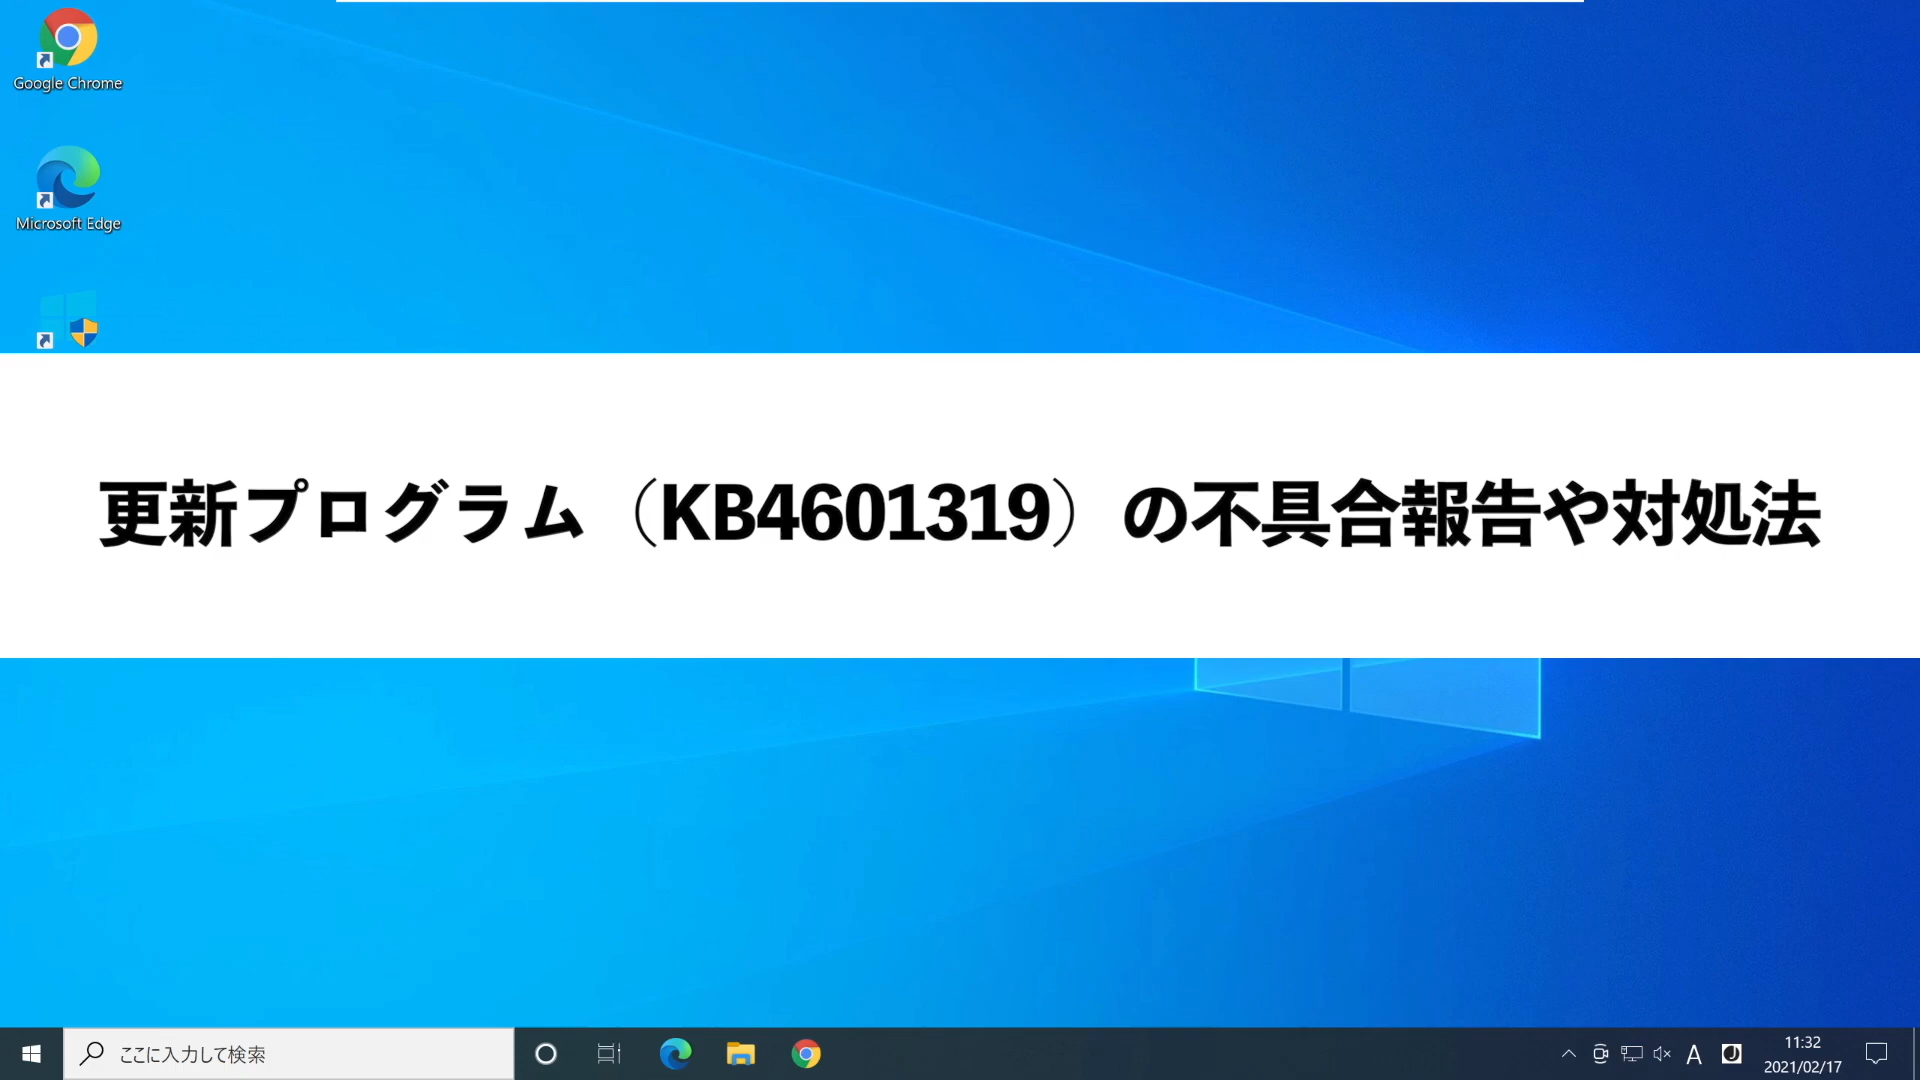 Google Chrome
Microsoft Edge
更新プログラム（KB4601319）の不具合報告や対処法
ここに入力して検索
A
11:32
2021/02/17